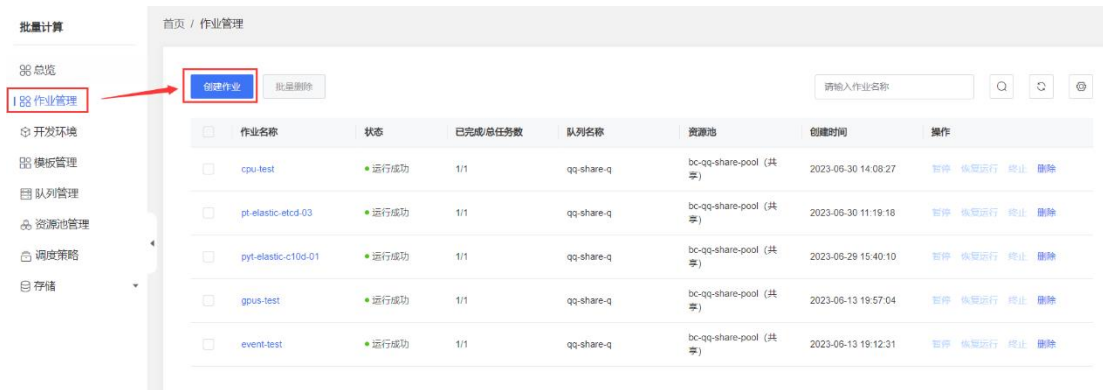 批量计算
首页 / 作业管理
总览
作业管理
开发环境
模板管理
队列管理
资源池管理
调度策略
存储
创建作业 批量删除 请输入作业名称
作业名称 状态 已完成/总任务数 队列名称 资源池 创建时间 操作
cpu-test 运行成功 1/1 qq-share-q bc-qq-share-pool（共享） 2023-06-30 14:08:27 暂停 恢复运行 终止 删除
pt-elastic-etcd-03 运行成功 1/1 qq-share-q bc-qq-share-pool（共享） 2023-06-30 11:19:18 暂停 恢复运行 终止 删除
pyt-elastic-c10d-01 运行成功 1/1 qq-share-q bc-qq-share-pool（共享） 2023-06-29 15:40:10 暂停 恢复运行 终止 删除
gpus-test 运行成功 1/1 qq-share-q bc-qq-share-pool（共享） 2023-06-13 19:57:04 暂停 恢复运行 终止 删除
event-test 运行成功 1/1 qq-share-q bc-qq-share-pool（共享） 2023-06-13 19:12:31 暂停 恢复运行 终止 删除